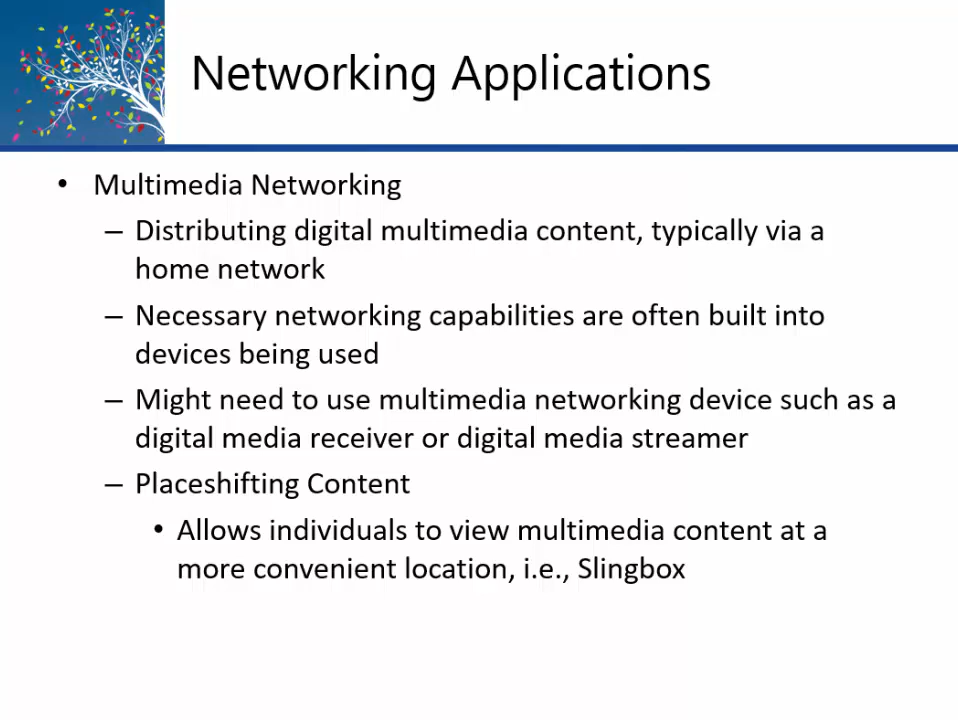 Networking Applications
• Multimedia Networking
– Distributing digital multimedia content, typically via a
home network
– Necessary networking capabilities are often built into
devices being used
– Might need to use multimedia networking device such as a
digital media receiver or digital media streamer
– Placeshifting Content
• Allows individuals to view multimedia content at a
more convenient location, i.e., Slingbox